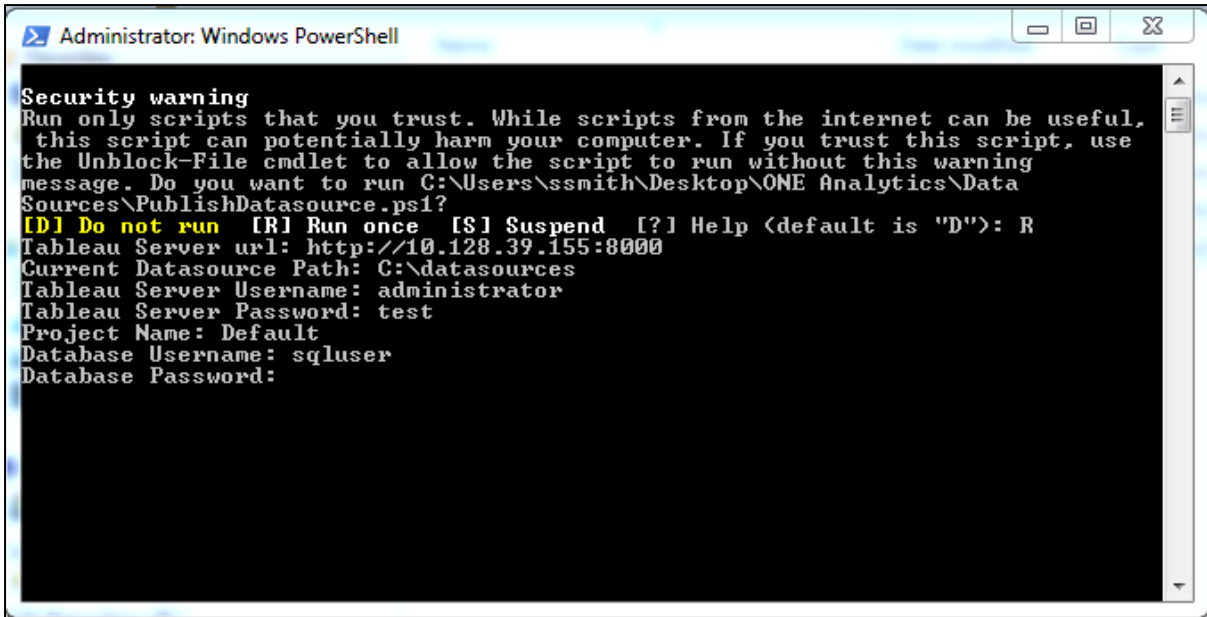 Administrator: Windows PowerShell
Security warning
Run only scripts that you trust. While scripts from the internet can be useful,
this script can potentially harm your computer. If you trust this script, use
the Unblock-File cmdlet to allow the script to run without this warning
message. Do you want to run C:\Users\ssmith\Desktop\ONE Analytics\Data
Sources\PublishDatasource.ps1?
[D] Do not run  [R] Run once  [S] Suspend  [?] Help (default is "D"): R
Tableau Server url: http://10.128.39.155:8000
Current Datasource Path: C:\datasources
Tableau Server Username: administrator
Tableau Server Password: test
Project Name: Default
Database Username: sqluser
Database Password: